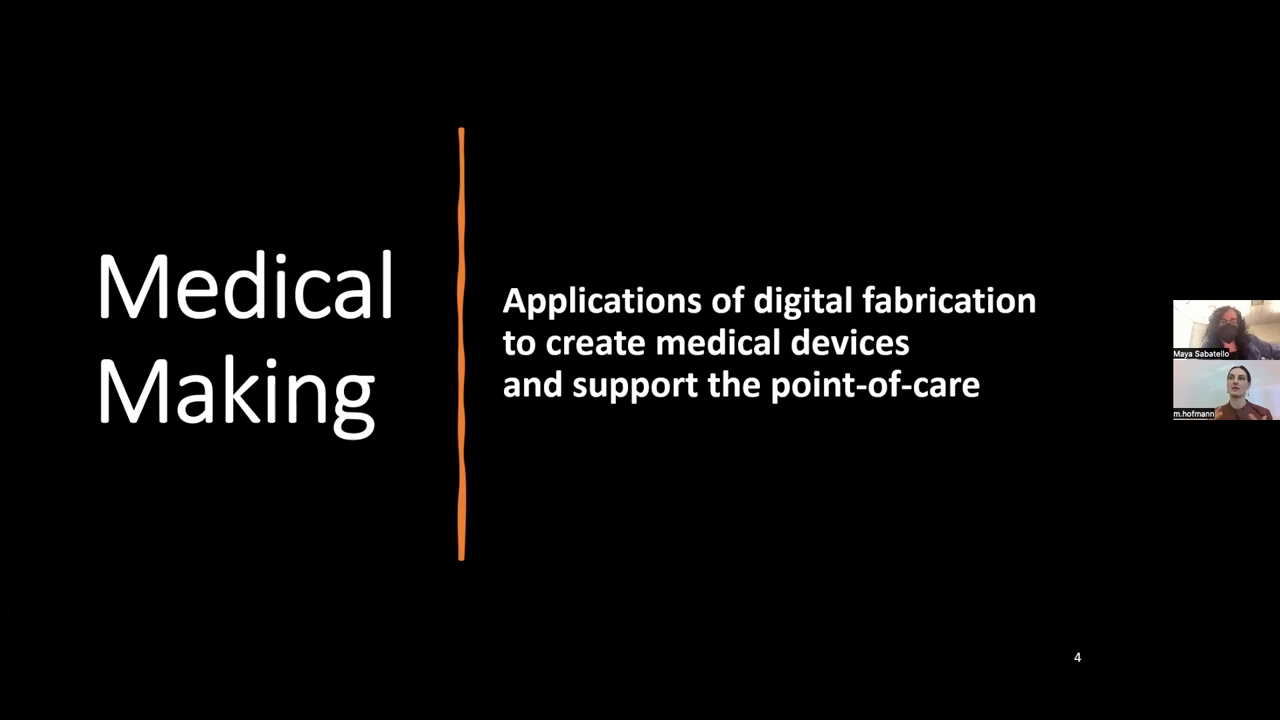 Medical
Making
Applications of digital fabrication
to create medical devices
and support the point-of-care
Maya Sabatello
m.hofmann
4